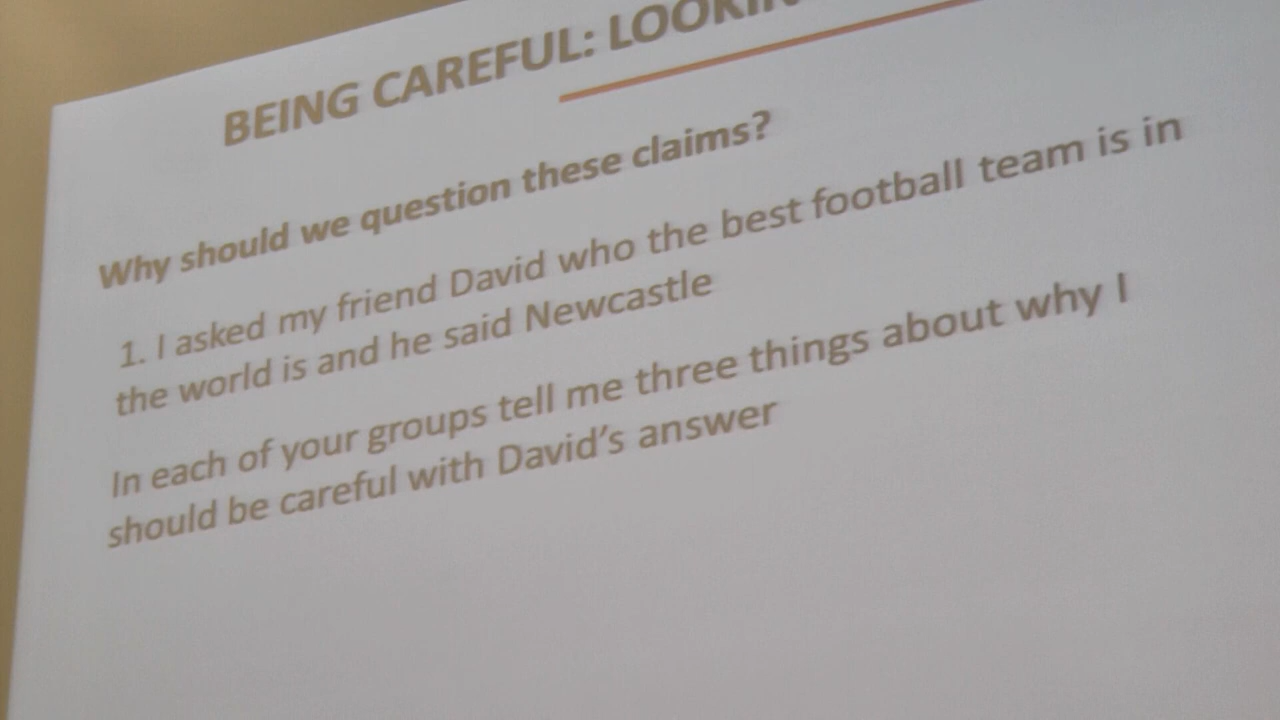 BEING CAREFUL:
Why should we question these claims?
1. I asked my friend David who the best football team is in
the world is and he said Newcastle
In each of your groups tell me three things about why I
should be careful with David's answer